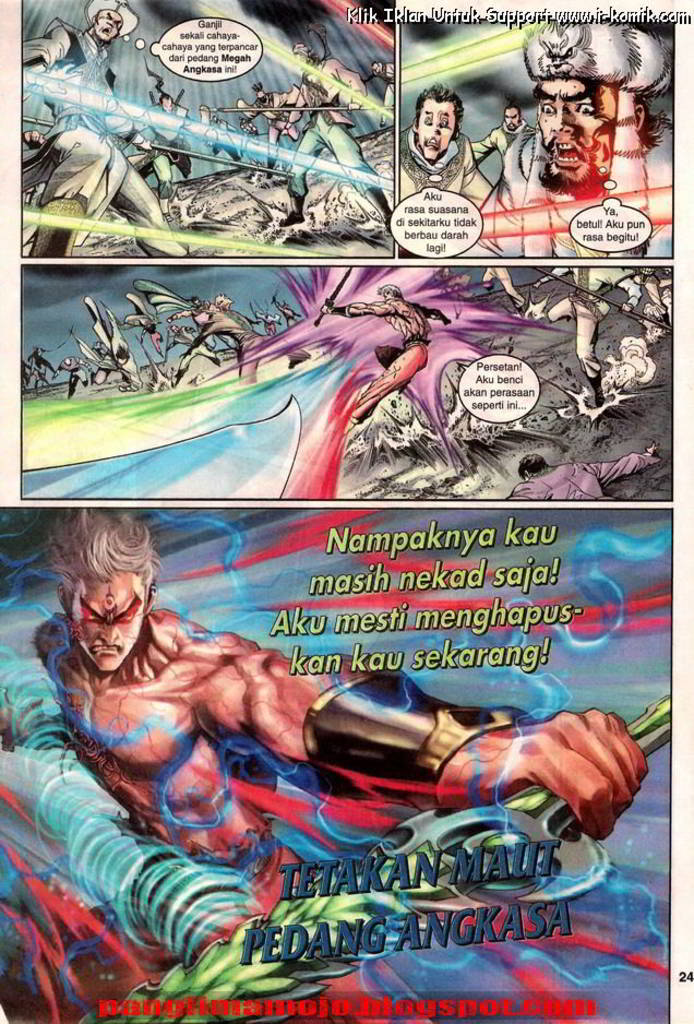 Klik Iklan Untuk Support www.i-komik.com
Ganjil
sekali cahaya-
cahaya yang terpancar
dari pedang Megah
Angkasa ini!
Aku
rasa suasana
di sekitarku tidak
berbau darah
lagi!
Ya,
betul! Aku pun
rasa begitu!
Persetan!
Aku benci
akan perasaan
seperti ini...
Nampaknya kau
masih nekad saja!
Aku mesti menghapus-
kan kau sekarang!
TETAKAN MAUT
PEDANG ANGKASA
24
panglimamojo.blogspot.com